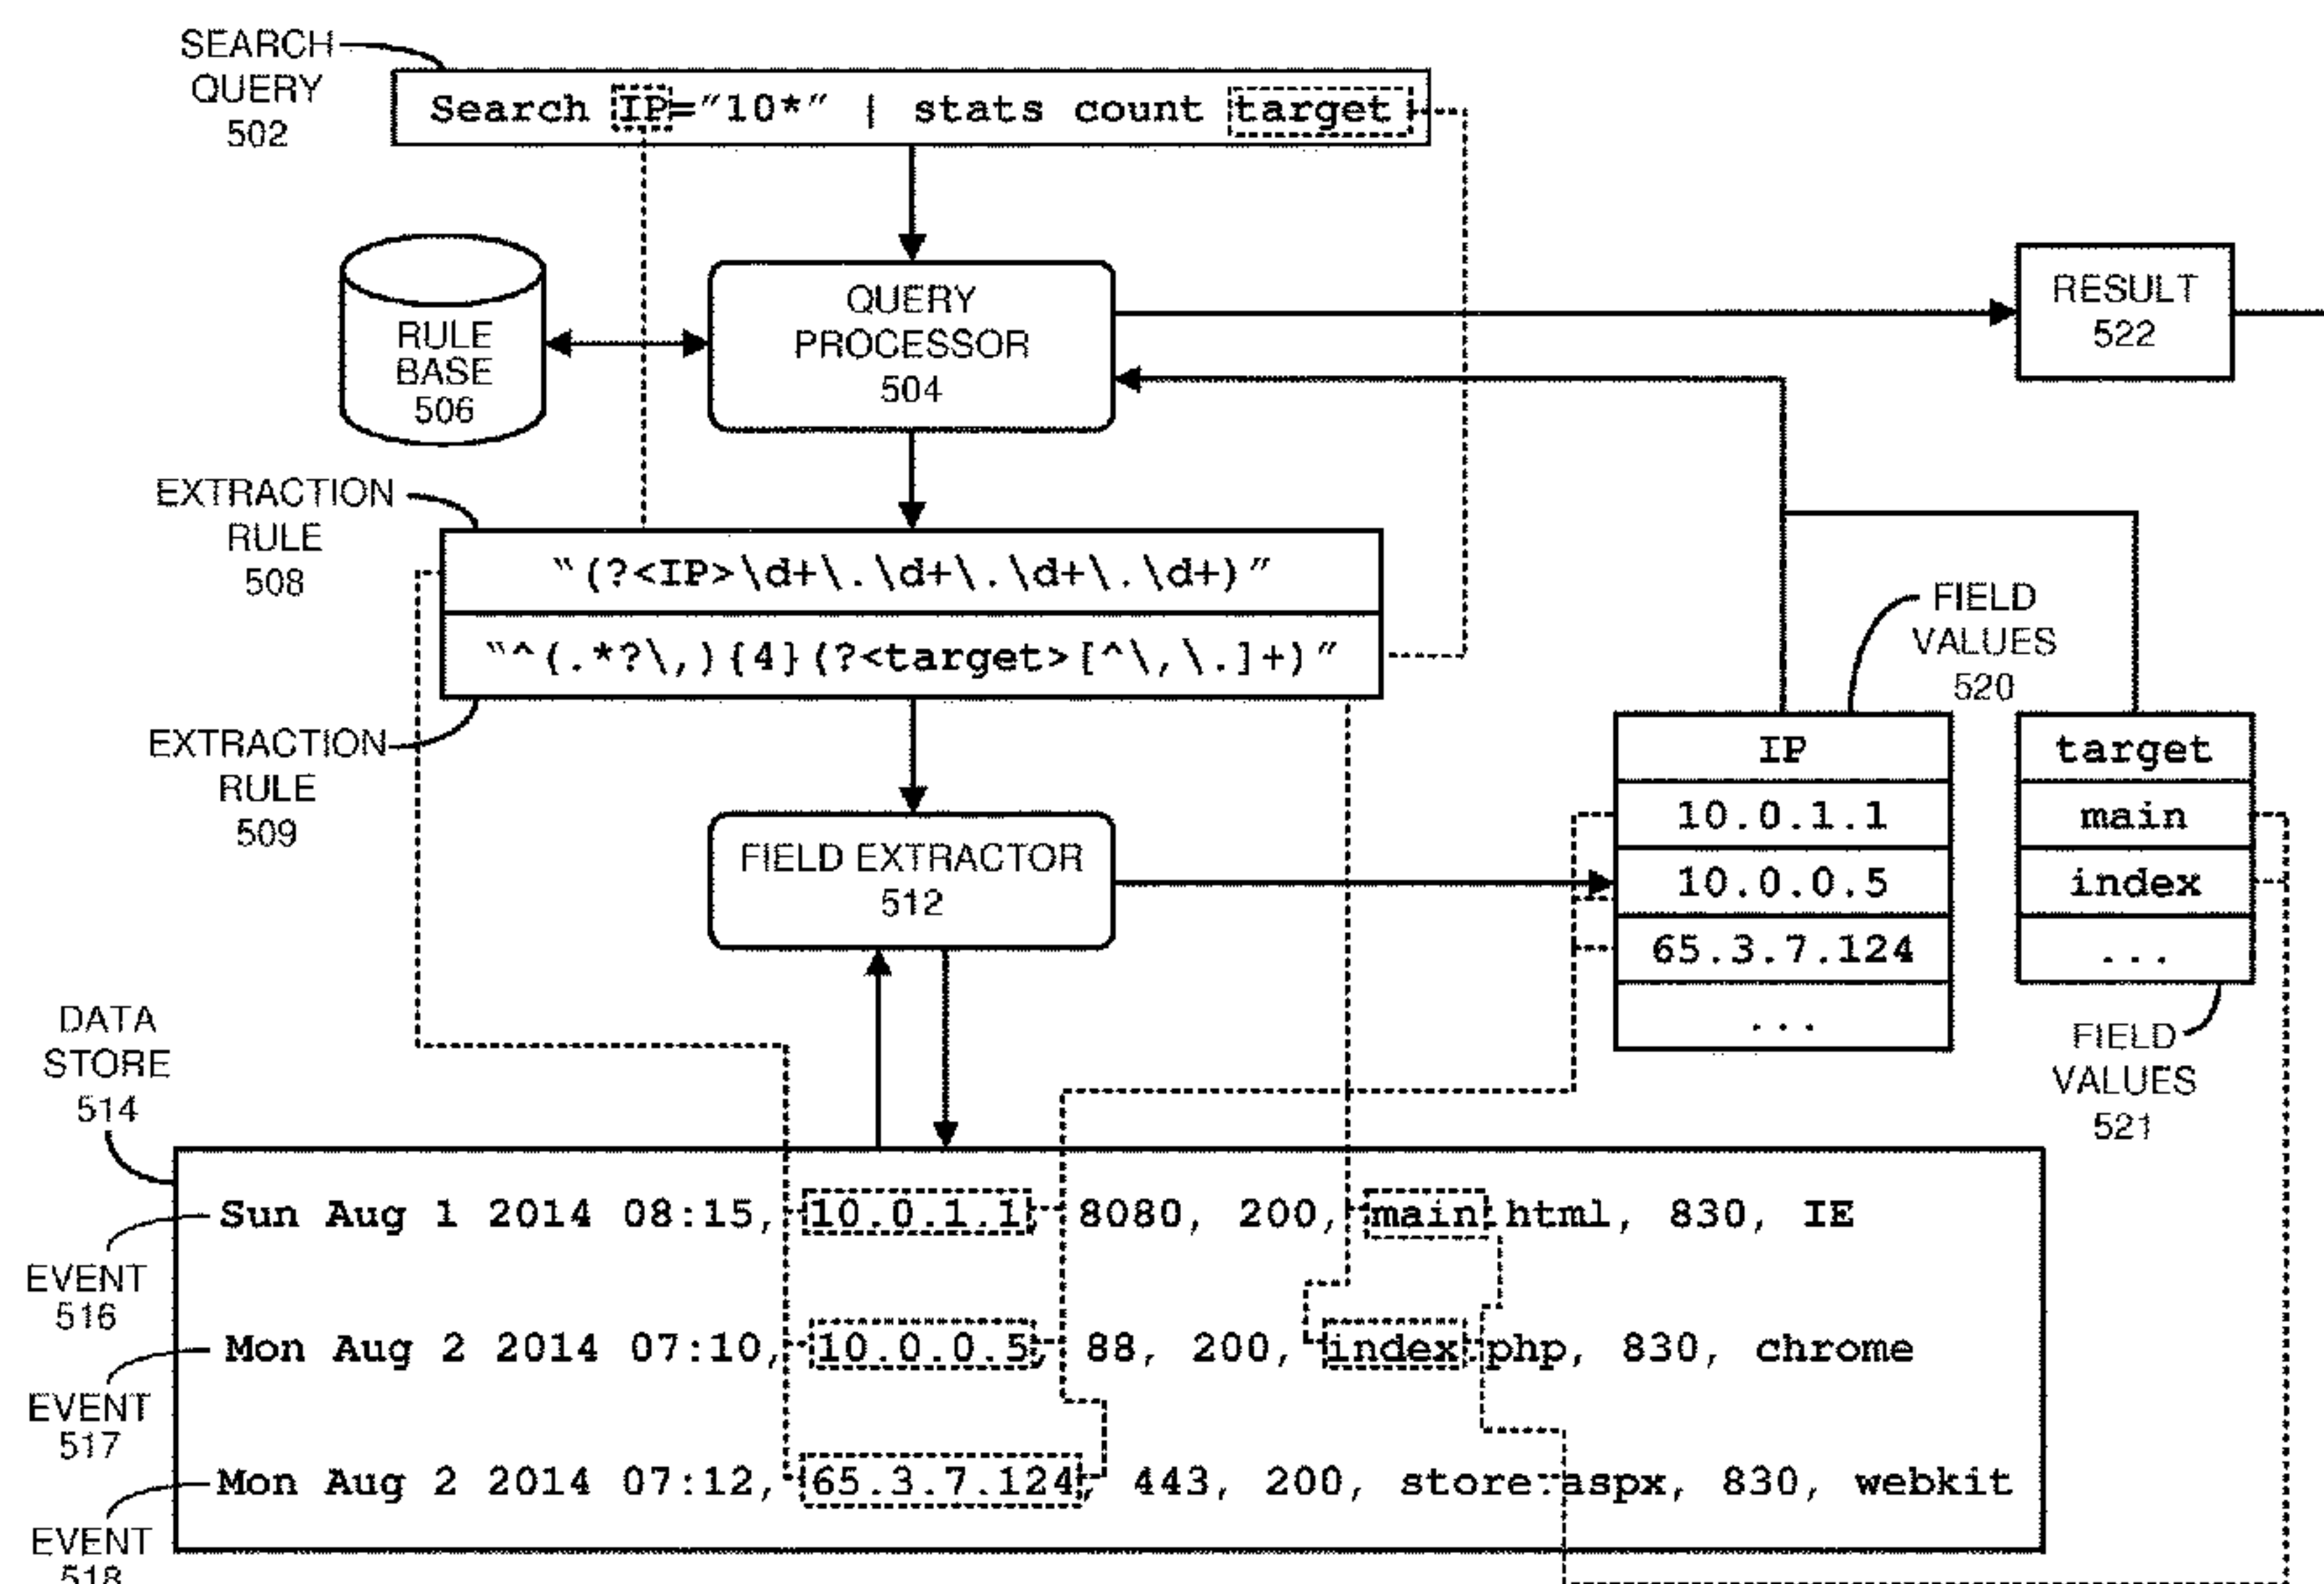 SEARCH
QUERY
502
Search IP="10*" | stats count target
RULE
BASE
506
QUERY
PROCESSOR
504
RESULT
522
EXTRACTION
RULE
508
"(?<IP>\d+\.\d+\.\d+\.\d+)"
"^(.*?\,){4}(?<target>[^\,\.]+)"
EXTRACTION
RULE
509
FIELD EXTRACTOR
512
FIELD
VALUES
520
IP
10.0.1.1
10.0.0.5
65.3.7.124
...
target
main
index
...
FIELD
VALUES
521
DATA
STORE
514
Sun Aug 1 2014 08:15, 10.0.1.1, 8080, 200, main.html, 830, IE
EVENT
516
Mon Aug 2 2014 07:10, 10.0.0.5, 88, 200, index.php, 830, chrome
EVENT
517
Mon Aug 2 2014 07:12, 65.3.7.124, 443, 200, store.aspx, 830, webkit
EVENT
518